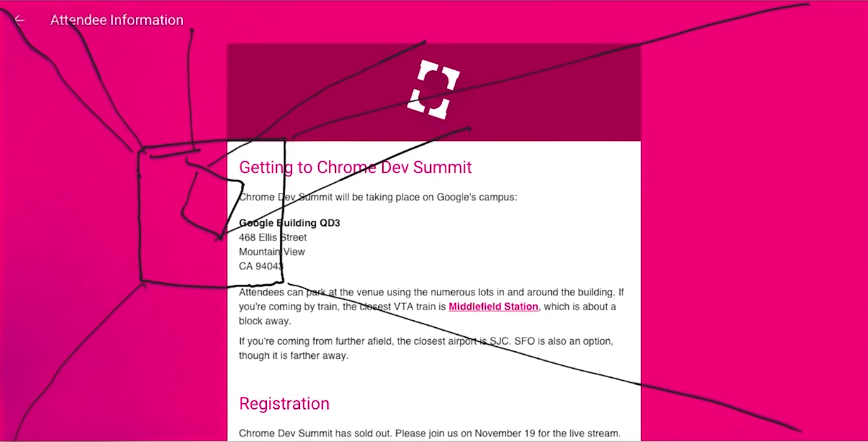 Attendee Information
Getting to Chrome Dev Summit
Chrome Dev Summit will be taking place on Google's campus:
Google Building QD3
468 Ellis Street
Mountain View
CA 94043
Attendees can park at the venue using the numerous lots in and around the building. If
you're coming by train, the closest VTA train is Middlefield Station, which is about a
block away.
If you're coming from further afield, the closest airport is SJC. SFO is also an option,
though it is farther away.
Registration
Chrome Dev Summit has sold out. Please join us on November 19 for the live stream.